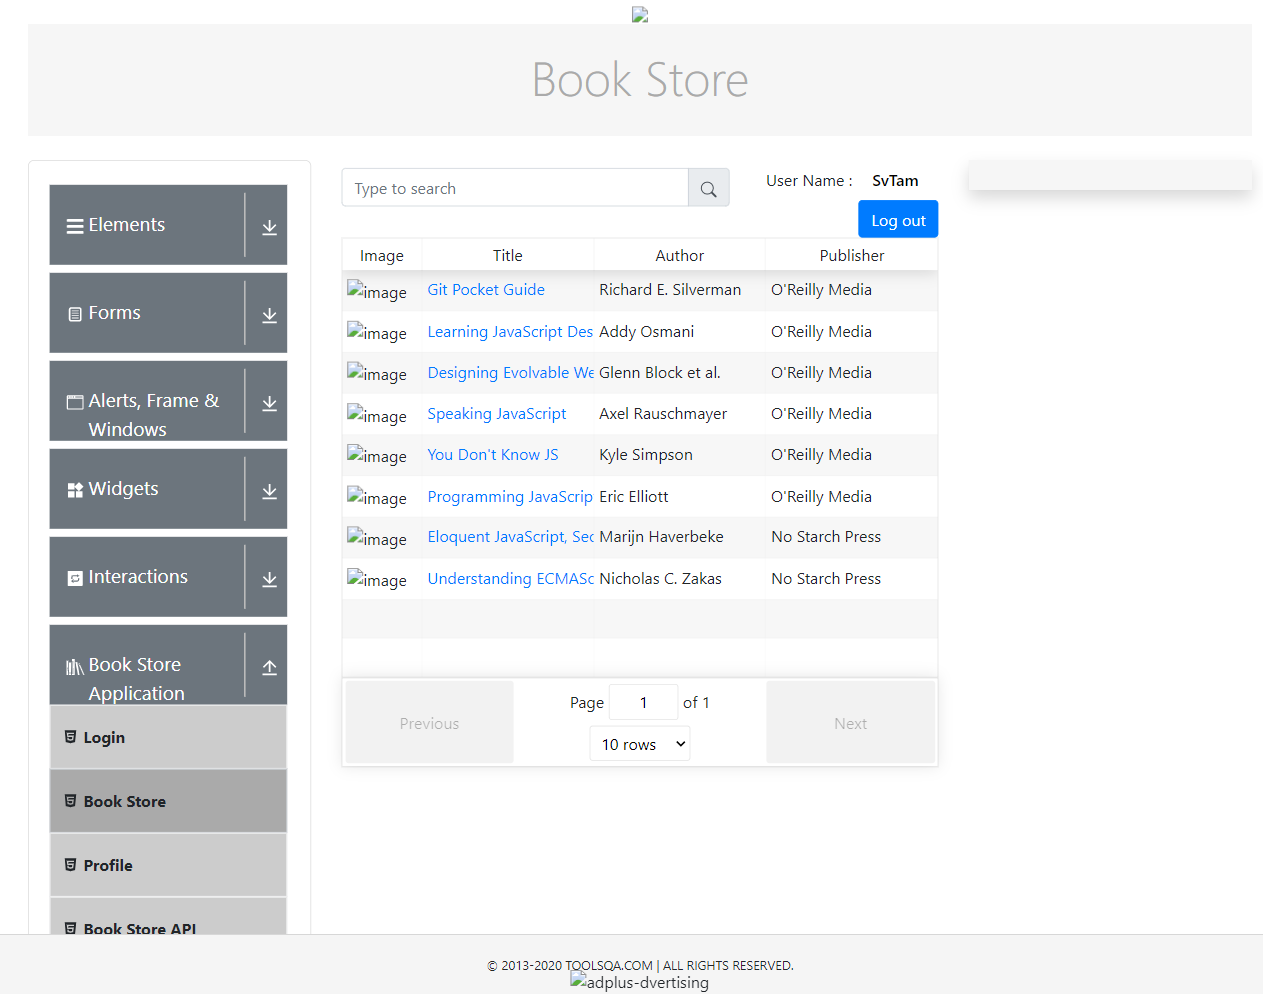 Book Store
Elements
Forms
Alerts, Frame &
Windows
Widgets
Interactions
Book Store
Application
Login
Book Store
Profile
Book Store API
Type to search
User Name : SvTam
Log out
Image Title Author Publisher
image Git Pocket Guide Richard E. Silverman O'Reilly Media
image Learning JavaScript Des Addy Osmani O'Reilly Media
image Designing Evolvable We Glenn Block et al. O'Reilly Media
image Speaking JavaScript Axel Rauschmayer O'Reilly Media
image You Don't Know JS Kyle Simpson O'Reilly Media
image Programming JavaScrip Eric Elliott O'Reilly Media
image Eloquent JavaScript, Sec Marijn Haverbeke No Starch Press
image Understanding ECMASc Nicholas C. Zakas No Starch Press
Previous
Page 1 of 1
10 rows
Next
© 2013-2020 TOOLSQA.COM | ALL RIGHTS RESERVED.
adplus-dvertising